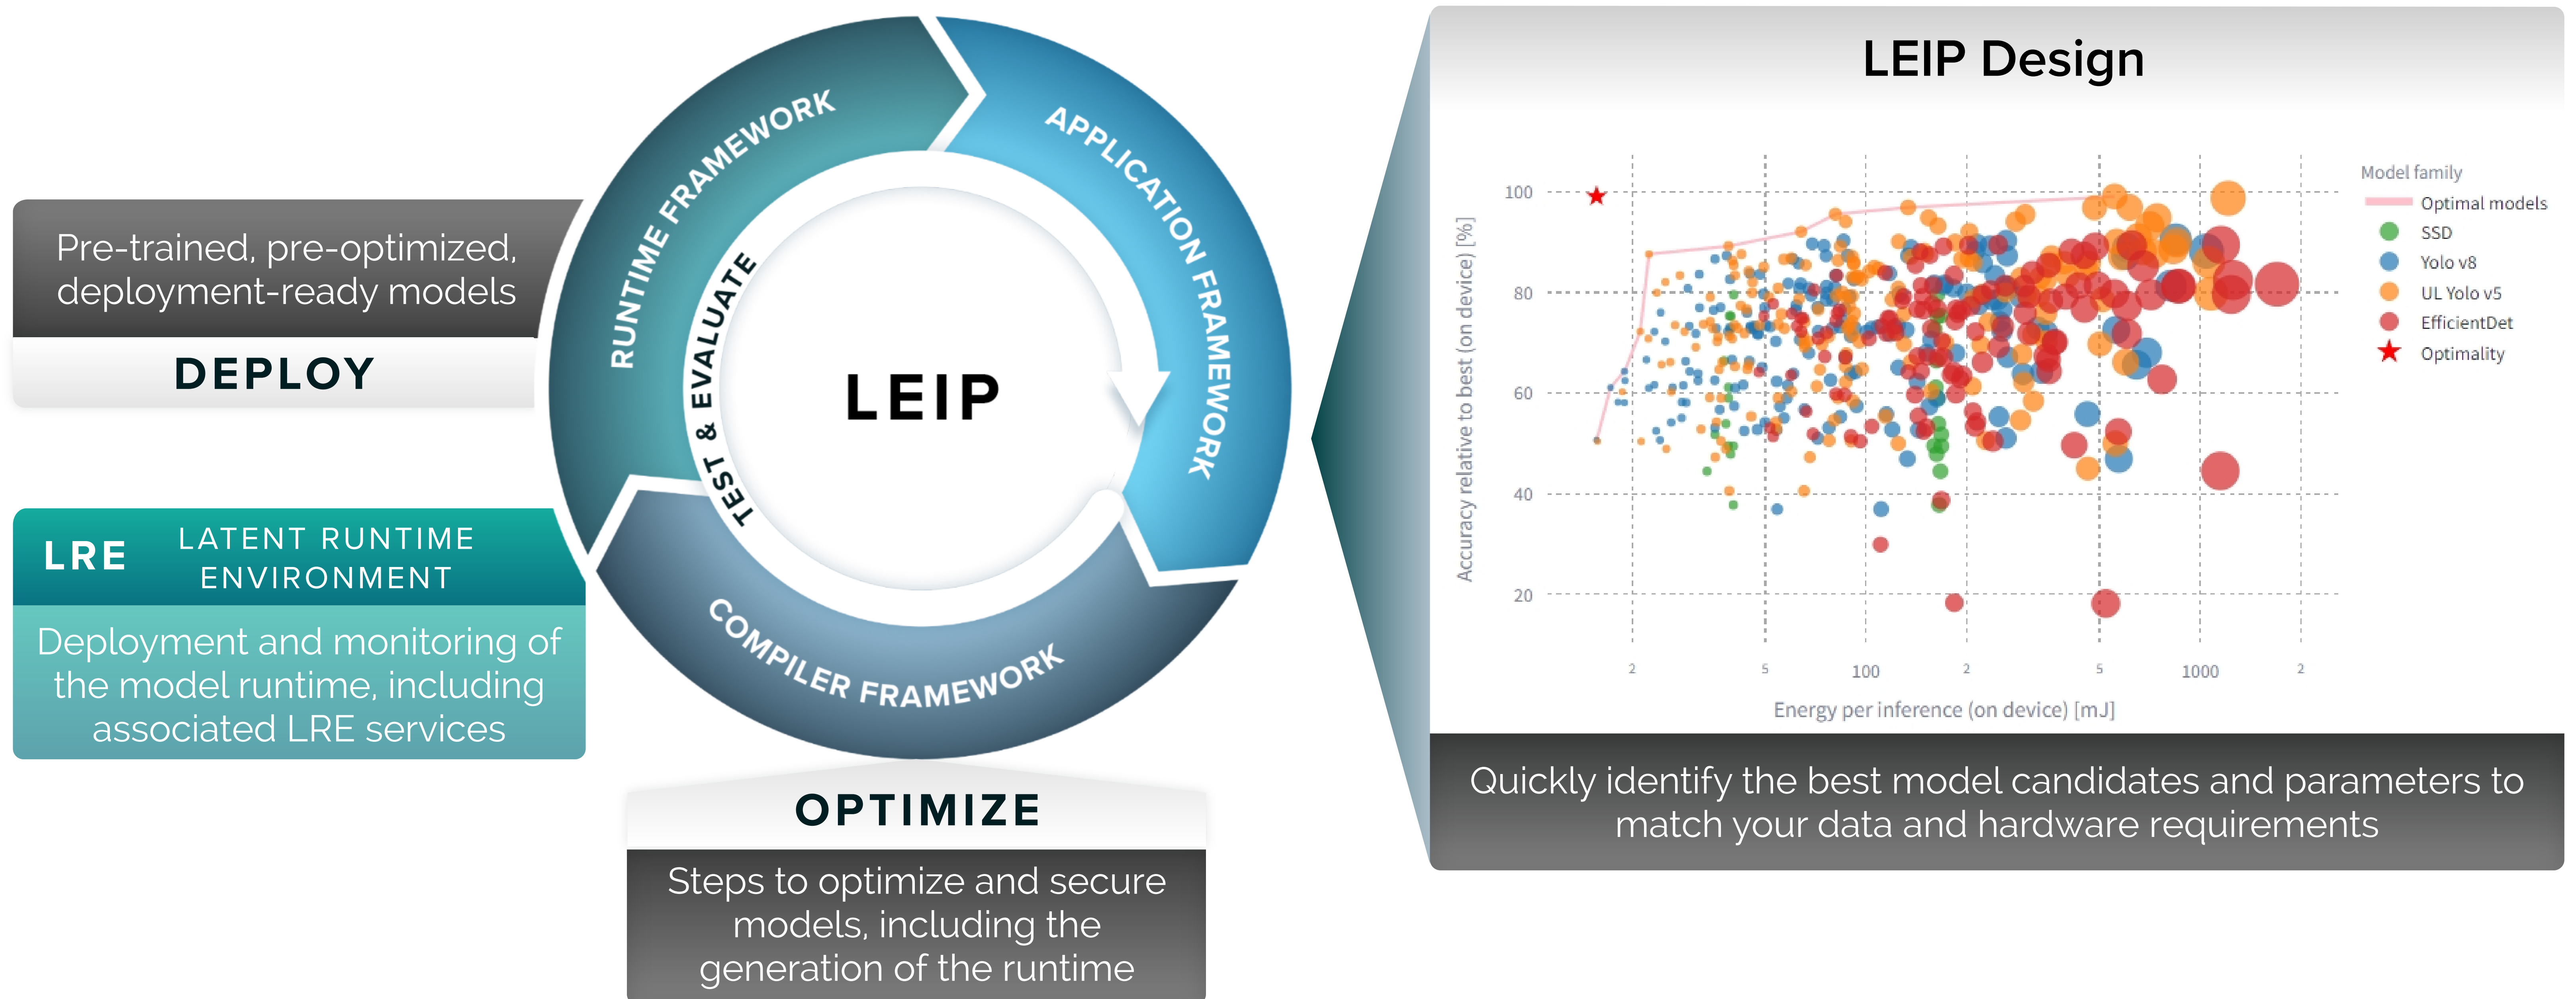 Pre-trained, pre-optimized,
deployment-ready models
DEPLOY
LRE
LATENT RUNTIME
ENVIRONMENT
Deployment and monitoring of
the model runtime, including
associated LRE services
RUNTIME FRAMEWORK
APPLICATION FRAMEWORK
COMPILER FRAMEWORK
TEST & EVALUATE
LEIP
OPTIMIZE
Steps to optimize and secure
models, including the
generation of the runtime
LEIP Design
Accuracy relative to best (on device) [%]
100
80
60
40
20
2 5 100 2 5 1000 2
Energy per inference (on device) [mJ]
Model family
Optimal models
SSD
Yolo v8
UL Yolo v5
EfficientDet
Optimality
Quickly identify the best model candidates and parameters to
match your data and hardware requirements